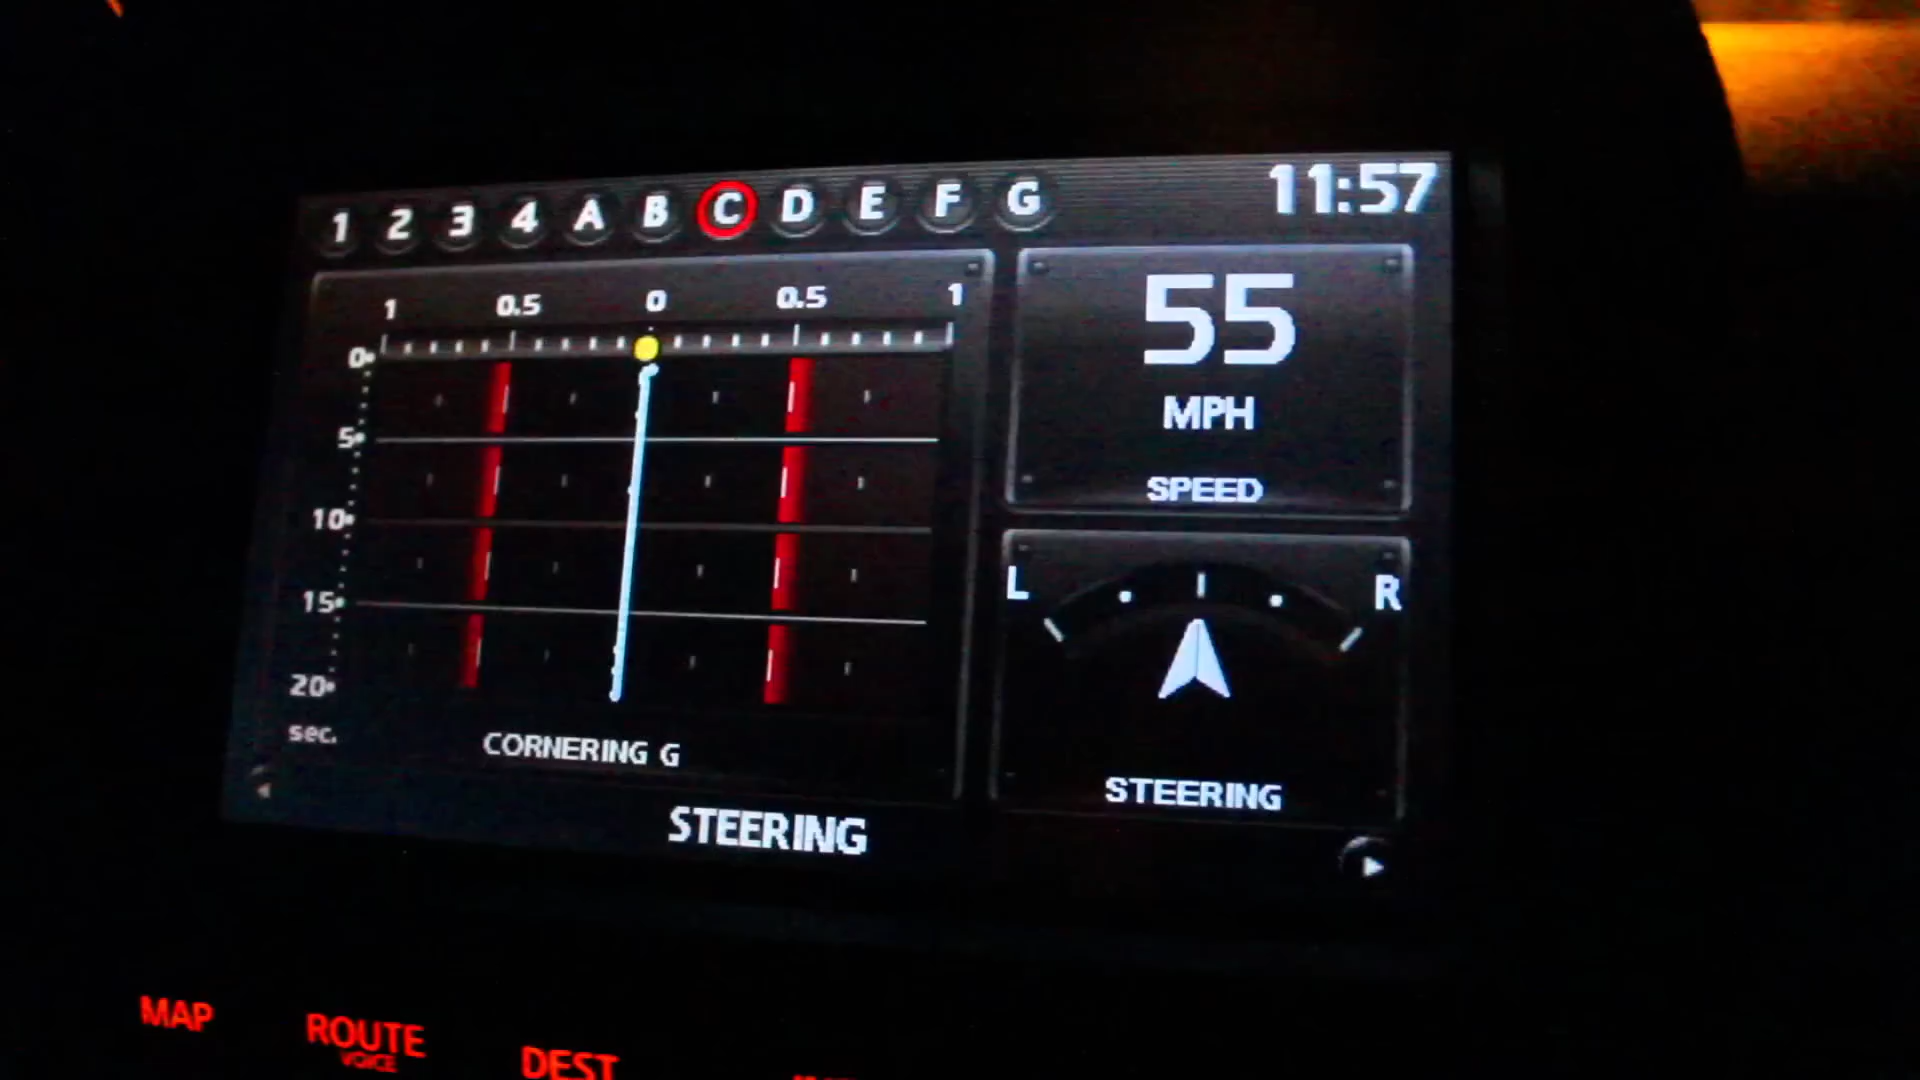 1 2 3 4 A B C D E F G
11:57
1 0.5 0 0.5 1
0
5
10
15
20
sec.
CORNERING G
55
MPH
SPEED
L R
STEERING
STEERING
MAP
ROUTE
VOICE
DEST